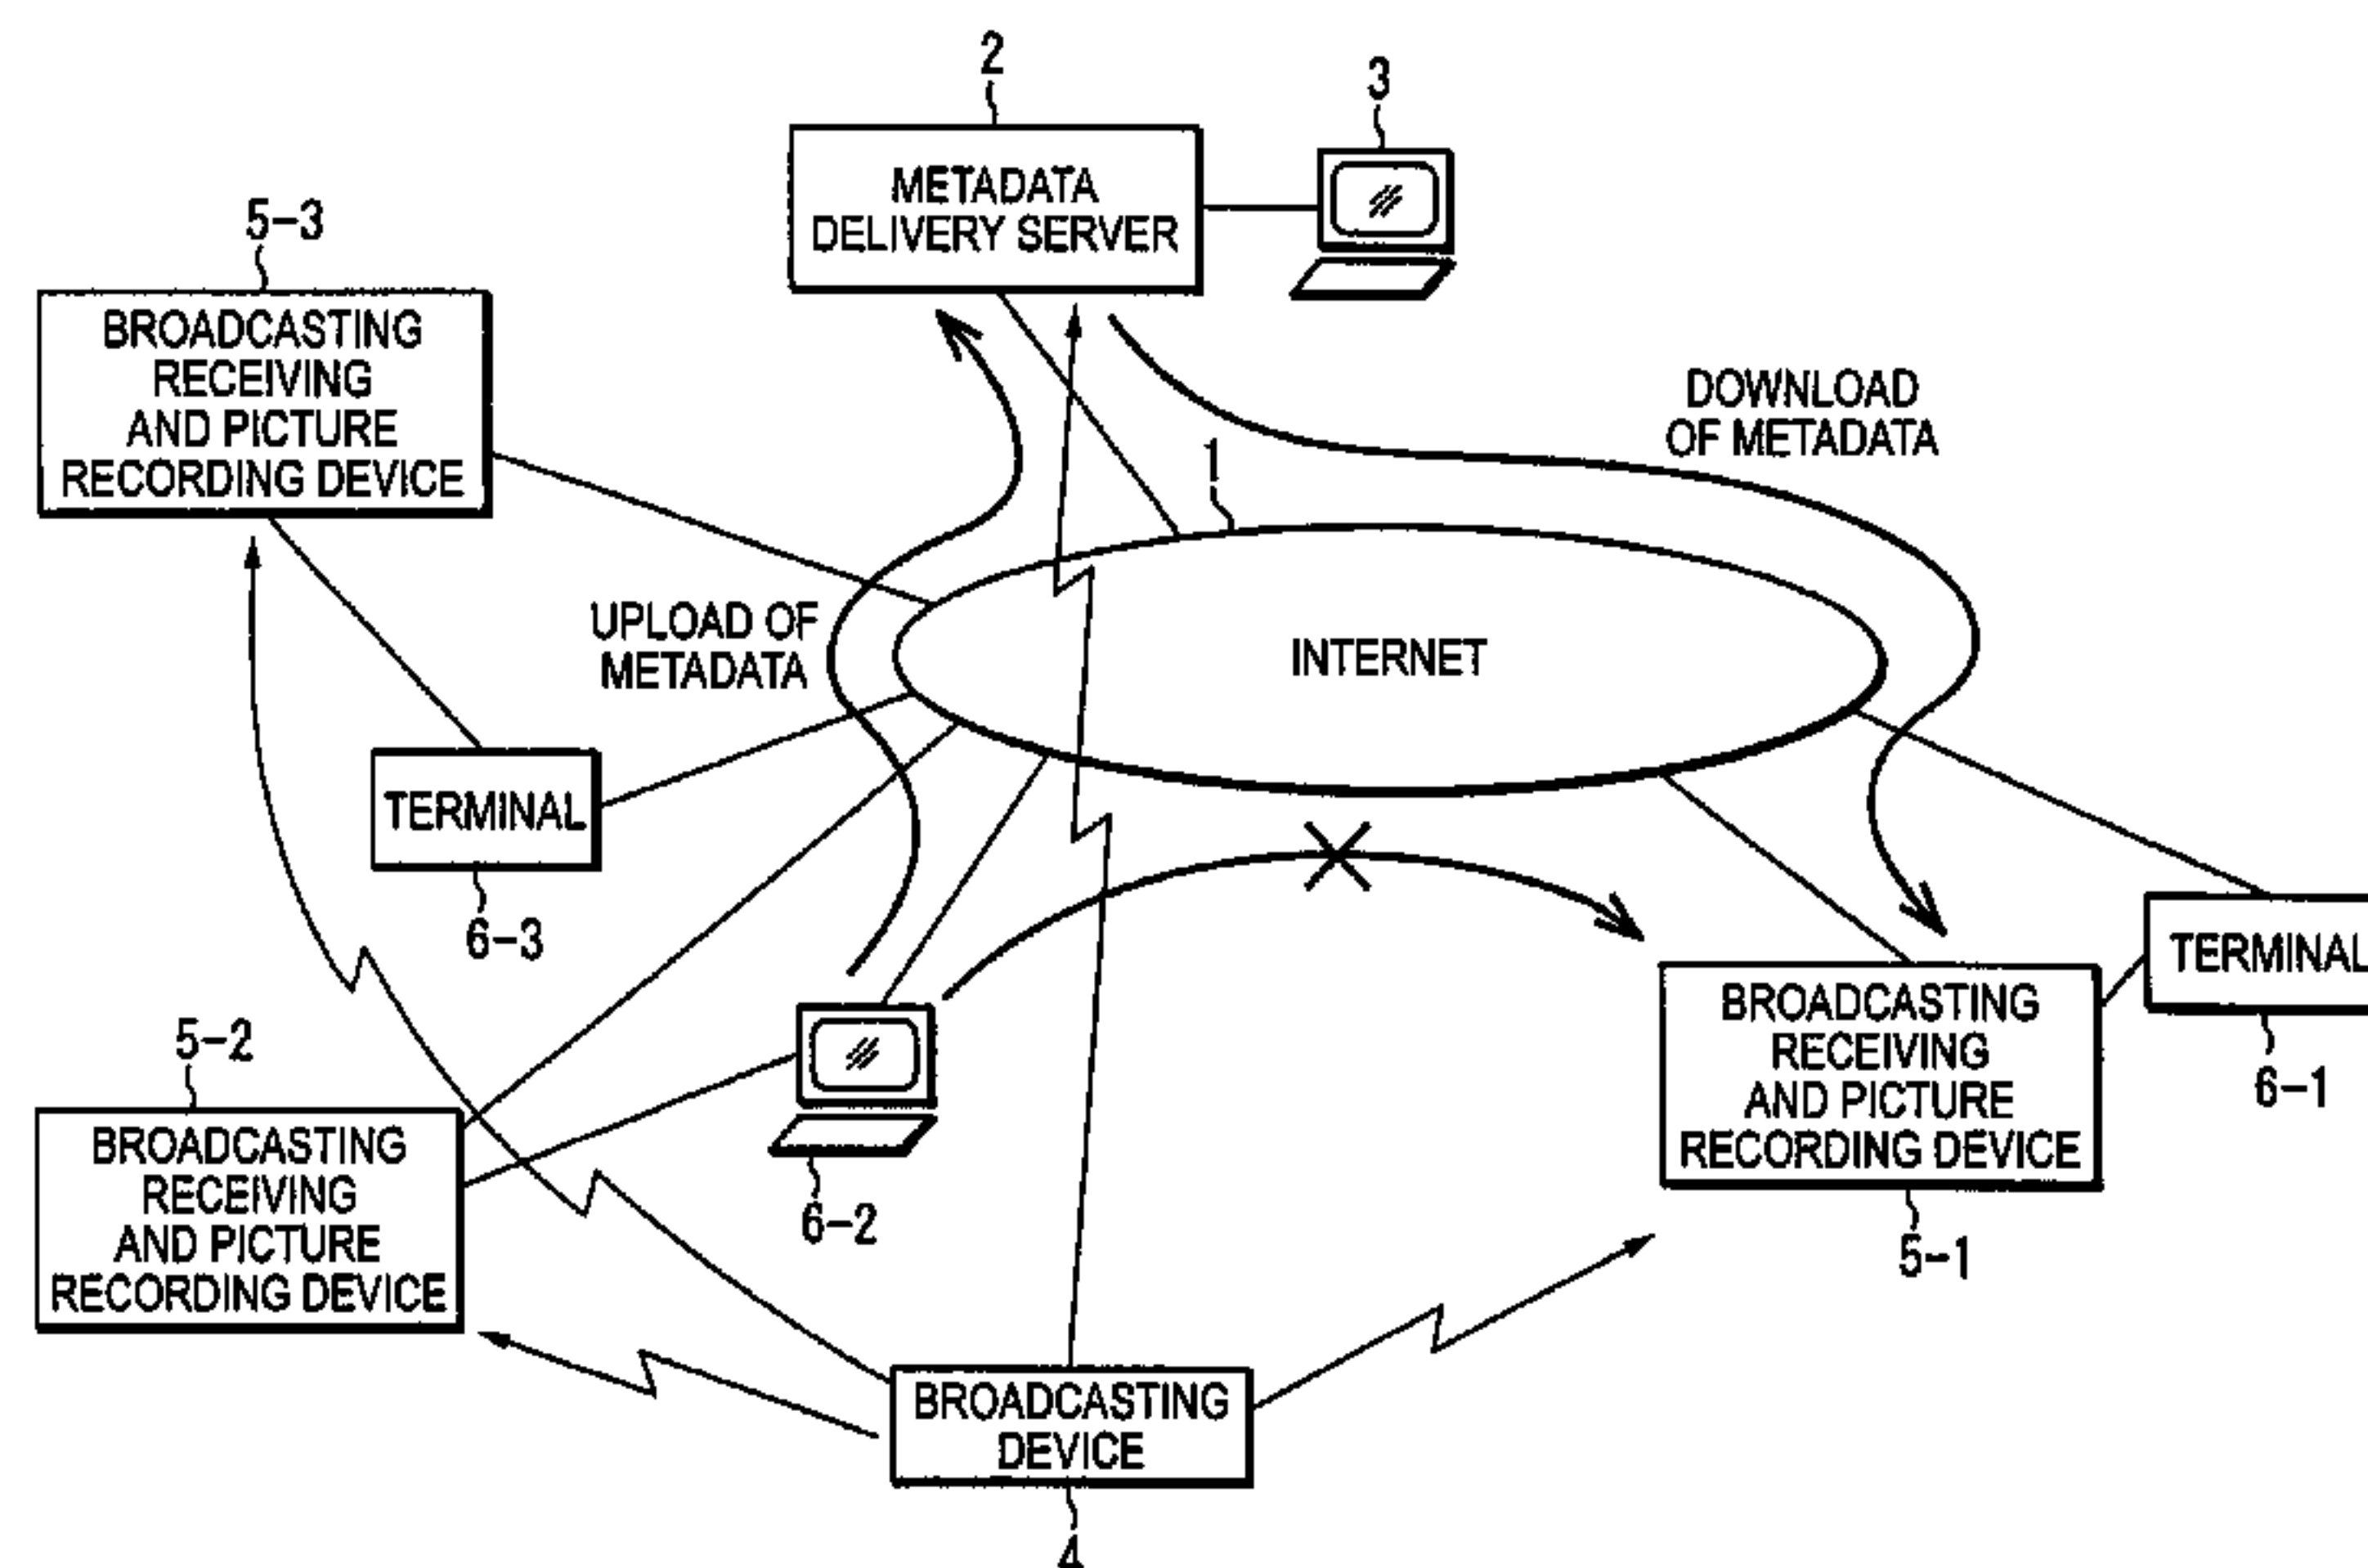 2
3
METADATA
DELIVERY SERVER
5-3
BROADCASTING
RECEIVING
AND PICTURE
RECORDING DEVICE
DOWNLOAD
OF METADATA
1
UPLOAD OF
METADATA
INTERNET
TERMINAL
6-3
TERMINAL
6-1
5-2
BROADCASTING
RECEIVING
AND PICTURE
RECORDING DEVICE
6-2
BROADCASTING
RECEIVING
AND PICTURE
RECORDING DEVICE
5-1
BROADCASTING
DEVICE
4